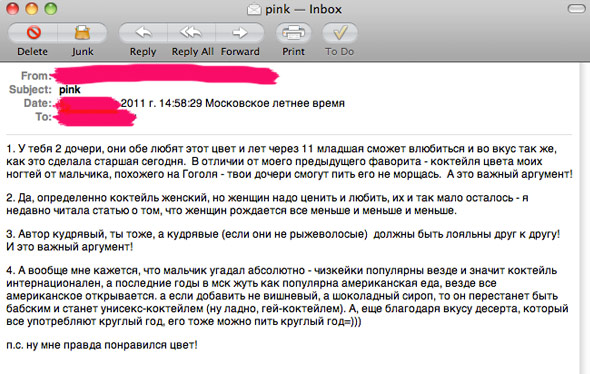 pink — Inbox
Delete
Junk
Reply
Reply All
Forward
Print
To Do
From:
Subject: pink
Date: 2011 г. 14:58:29 Московское летнее время
To:
1. У тебя 2 дочери, они обе любят этот цвет и лет через 11 младшая сможет влюбиться и во вкус так же,
как это сделала старшая сегодня. В отличии от моего предыдущего фаворита - коктейля цвета моих
ногтей от мальчика, похожего на Гоголя - твои дочери смогут пить его не морщась. А это важный аргумент!
2. Да, определенно коктейль женский, но женщин надо ценить и любить, их и так мало осталось - я
недавно читала статью о том, что женщин рождается все меньше и меньше и меньше.
3. Автор кудрявый, ты тоже, а кудрявые (если они не рыжеволосые) должны быть лояльны друг к другу!
И это важный аргумент!
4. А вообще мне кажется, что мальчик угадал абсолютно - чизкейки популярны везде и значит коктейль
интернационален, а последние годы в мск жуть как популярна американская еда, везде все
американское открывается. а если добавить не вишневый, а шоколадный сироп, то он перестанет быть
бабским и станет унисекс-коктейлем (ну ладно, гей-коктейлем). А, еще благодаря вкусу десерта, который
все употребляют круглый год, его тоже можно пить круглый год=)))
п.с. ну мне правда понравился цвет!